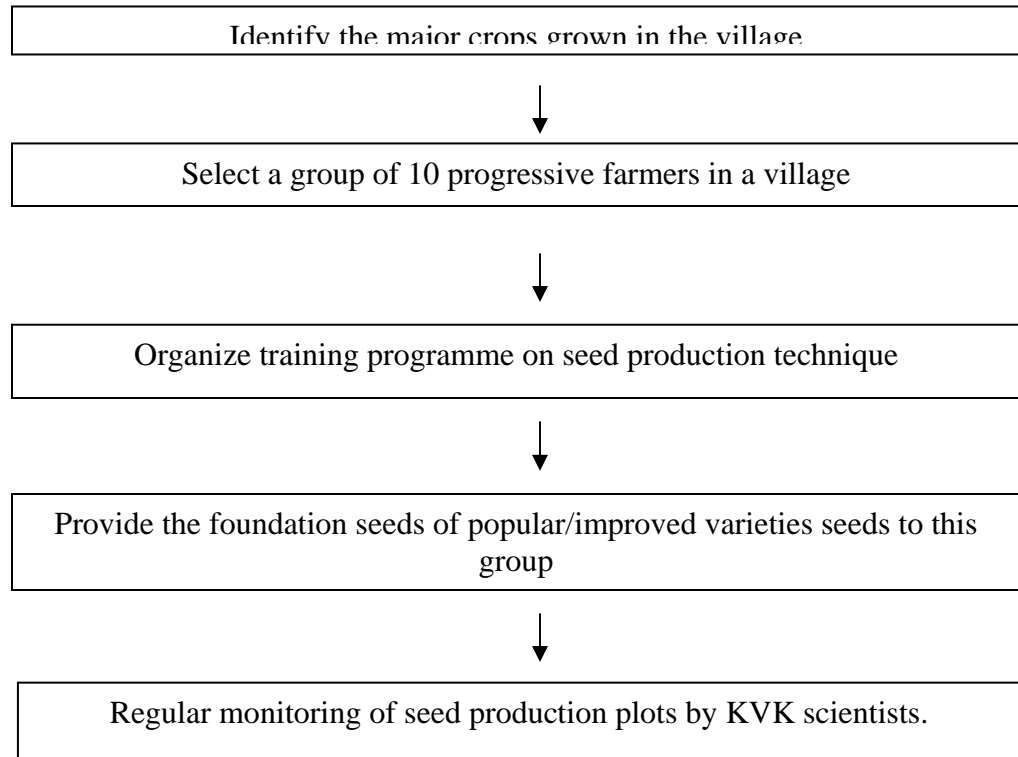 Identify the major crops grown in the village
Select a group of 10 progressive farmers in a village
Organize training programme on seed production technique
Provide the foundation seeds of popular/improved varieties seeds to this
group
Regular monitoring of seed production plots by KVK scientists.